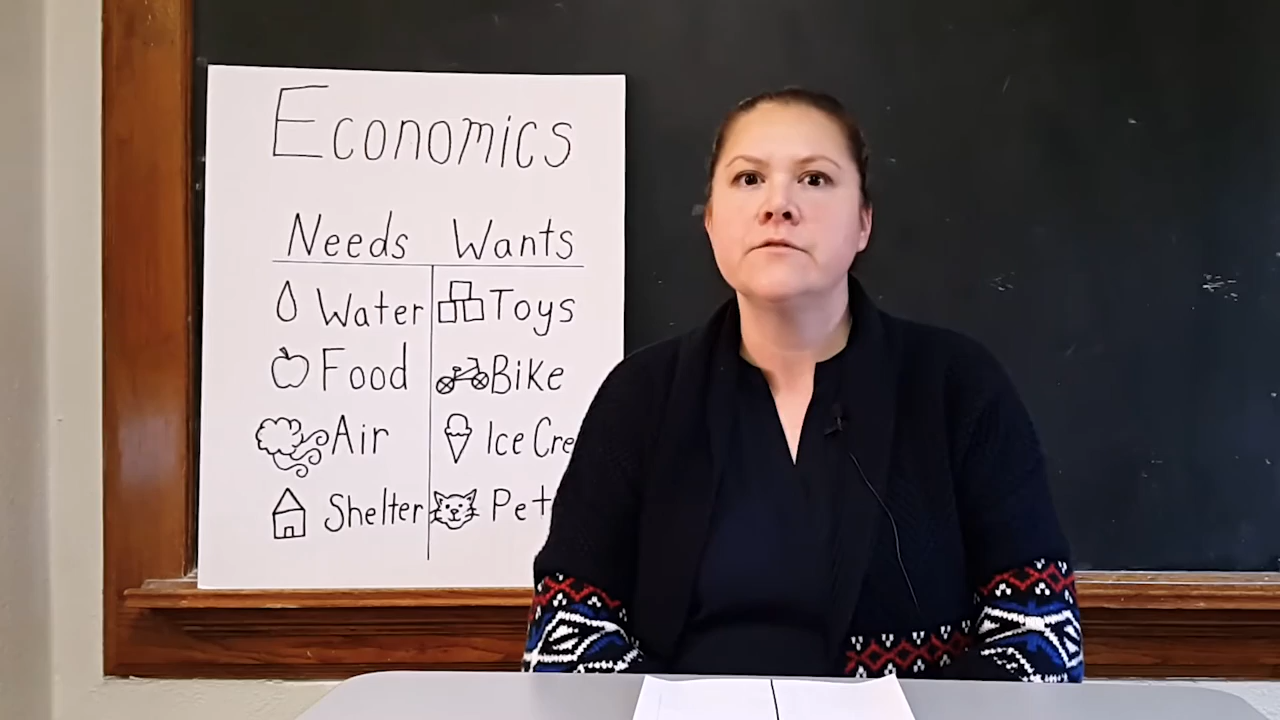 Economics
Needs Wants
Water Toys
Food Bike
Air Ice Cre
Shelter Pet